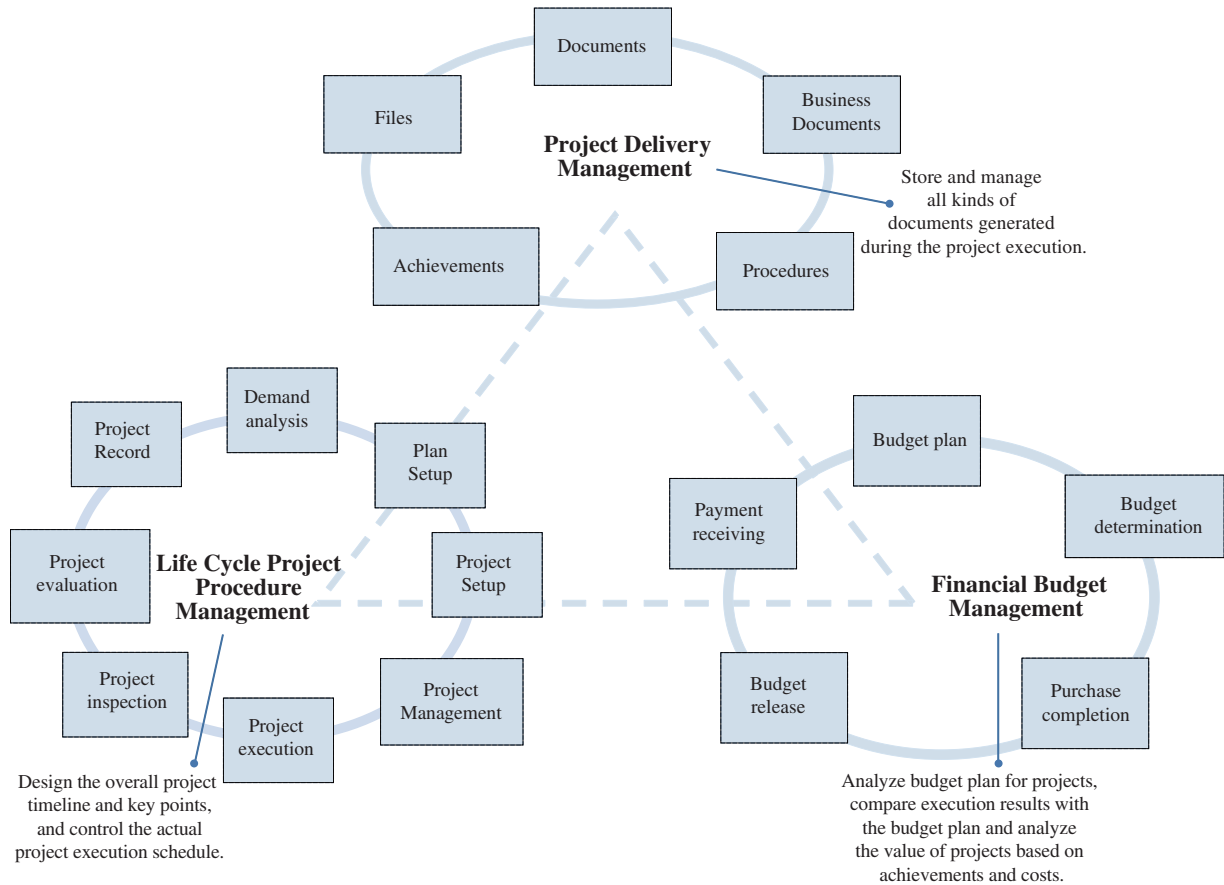 Documents
Files
Business
Documents
Project Delivery
Management
Store and manage
all kinds of
documents generated
during the project execution.
Achievements
Procedures
Demand
analysis
Project
Record
Plan
Setup
Project
evaluation
Life Cycle Project
Procedure
Management
Project
Setup
Project
inspection
Project
Management
Project
execution
Design the overall project
timeline and key points,
and control the actual
project execution schedule.
Budget plan
Payment
receiving
Budget
determination
Financial Budget
Management
Budget
release
Purchase
completion
Analyze budget plan for projects,
compare execution results with
the budget plan and analyze
the value of projects based on
achievements and costs.